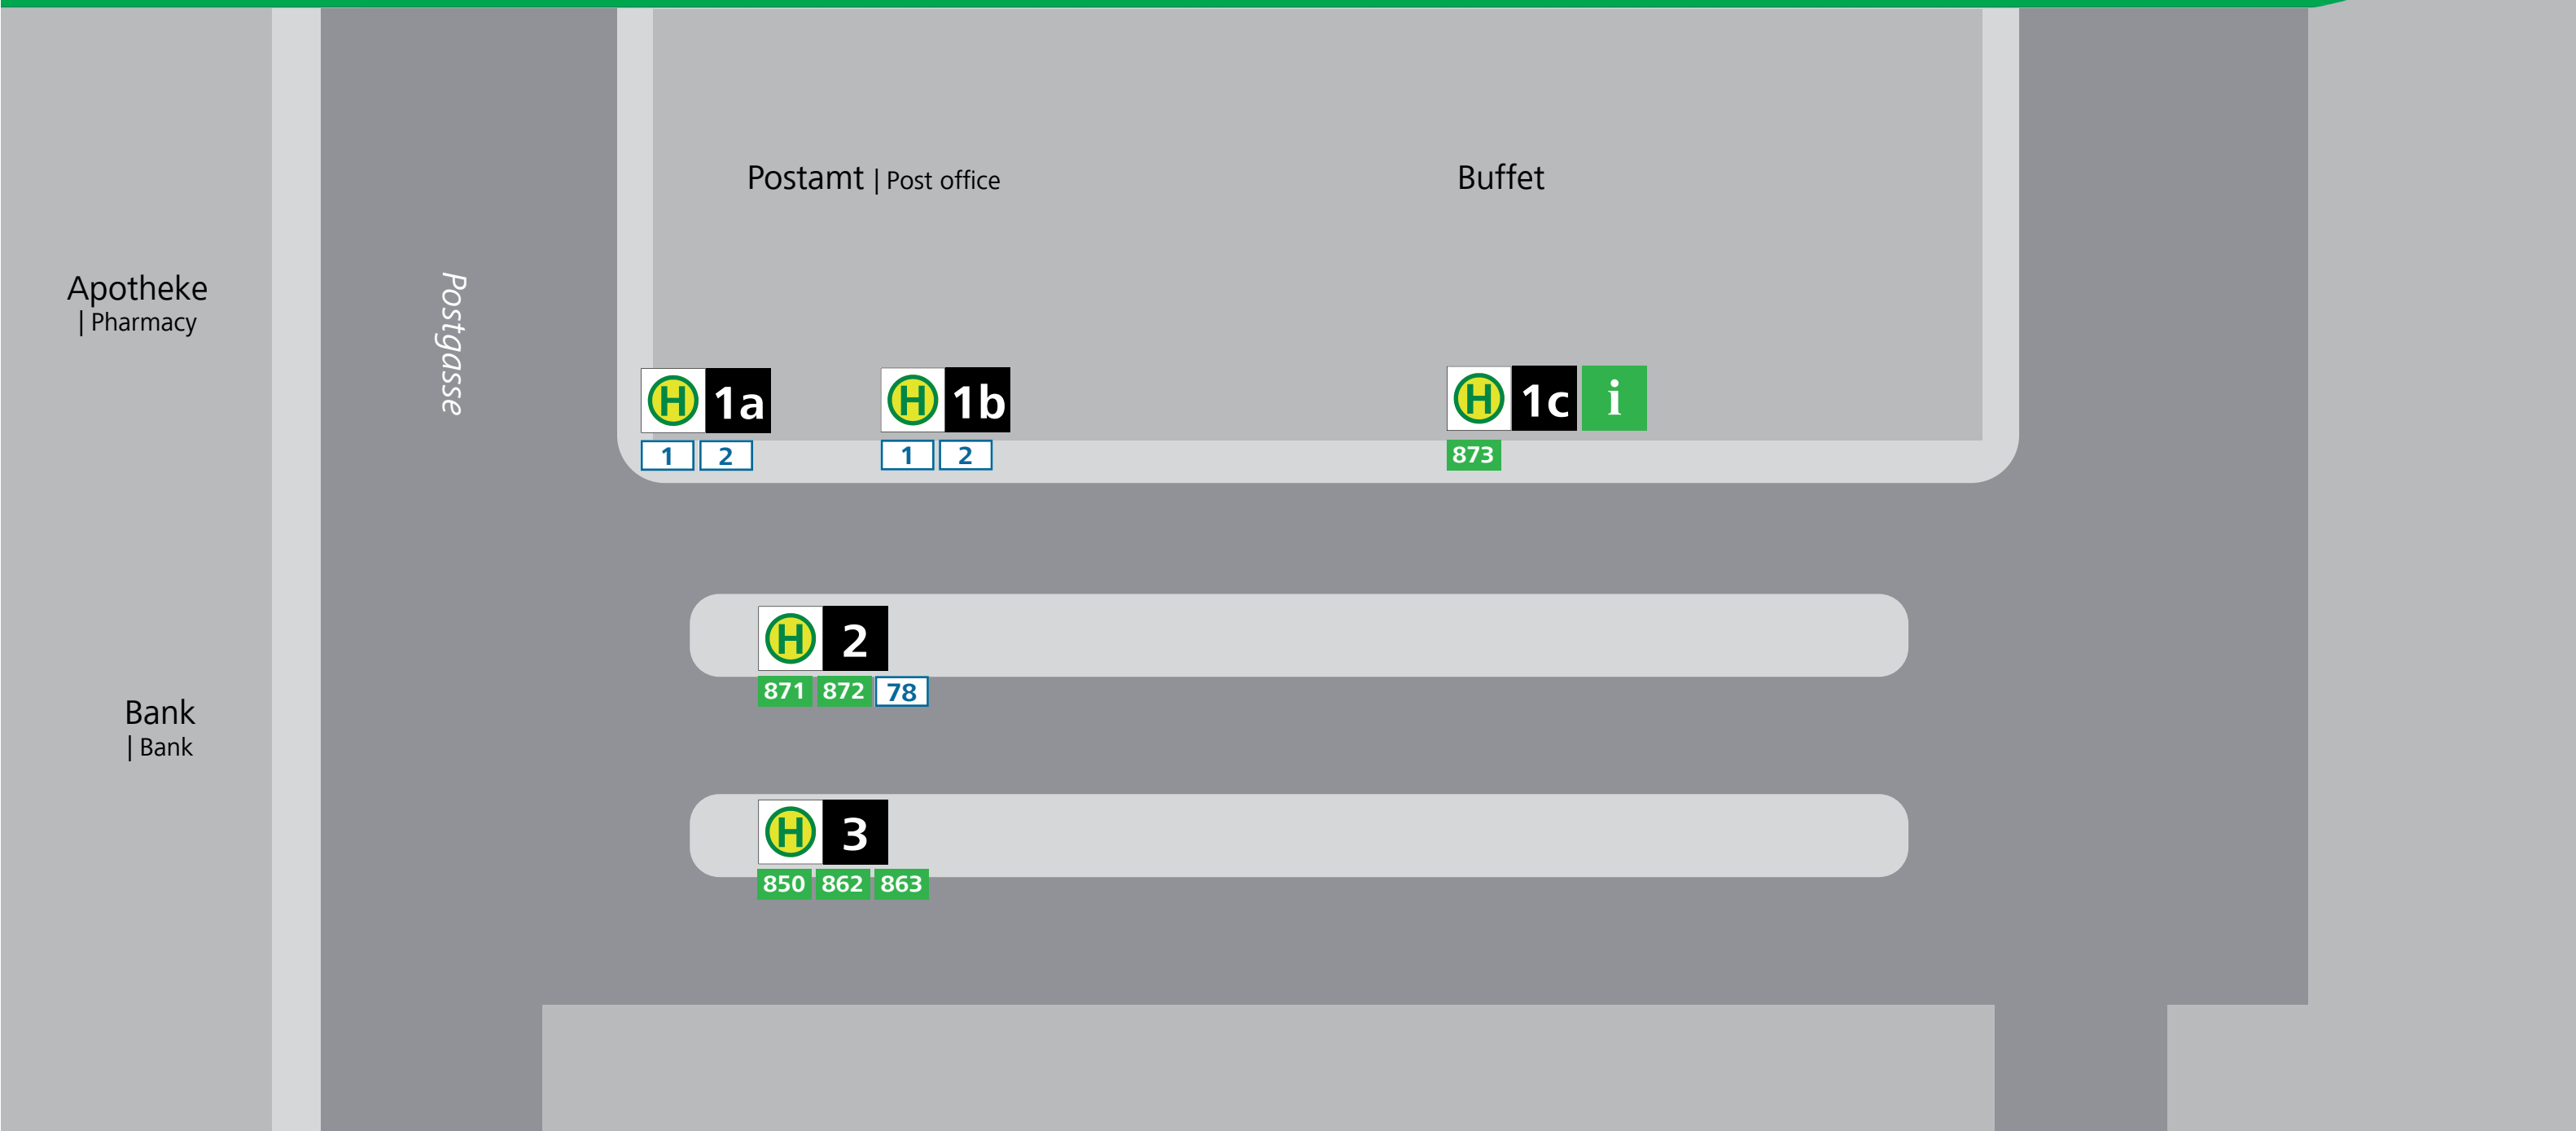 Postamt | Post office
Buffet
Apotheke
| Pharmacy
Postgasse
H 1a
1 2
H 1b
1 2
H 1c i
873
H 2
871 872 78
Bank
| Bank
H 3
850 862 863